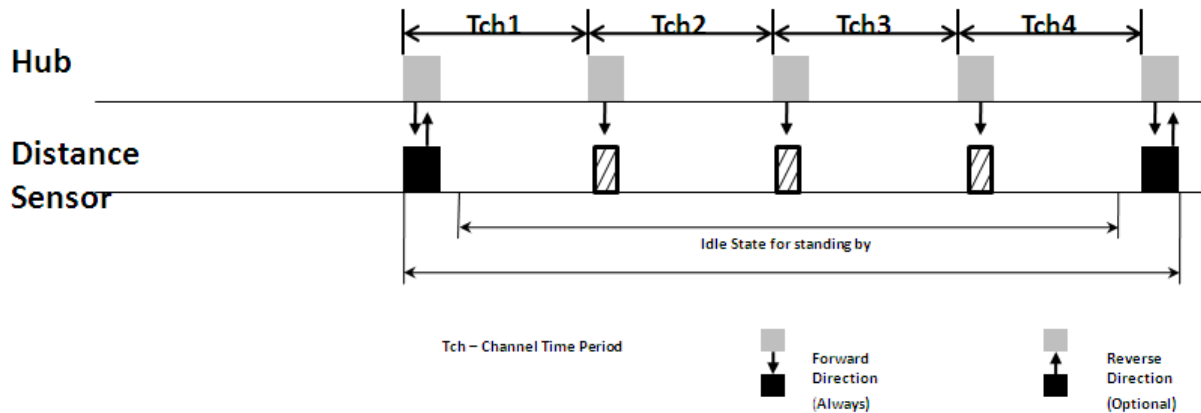 Tch1 Tch2 Tch3 Tch4
Hub
Distance
Sensor
Idle State for standing by
Tch – Channel Time Period
Forward
Direction
(Always)
Reverse
Direction
(Optional)